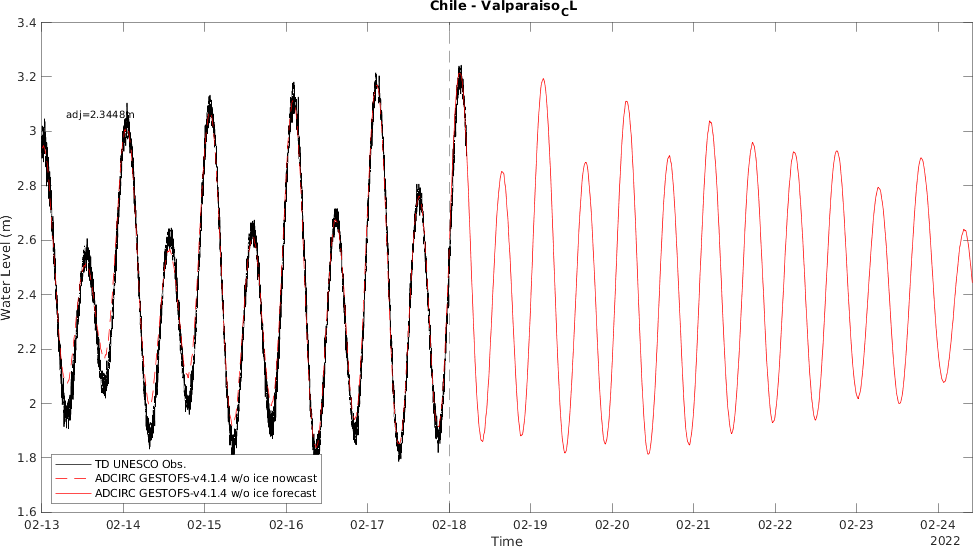 Chile - Valparaiso_CL
3.4
3.2
3
2.8
2.6
2.4
2.2
2
1.8
1.6
Water Level (m)
adj=2.3448m
TD UNESCO Obs.
ADCIRC GESTOFS-v4.1.4 w/o ice nowcast
ADCIRC GESTOFS-v4.1.4 w/o ice forecast
02-13 02-14 02-15 02-16 02-17 02-18 02-19 02-20 02-21 02-22 02-23 02-24
Time
2022